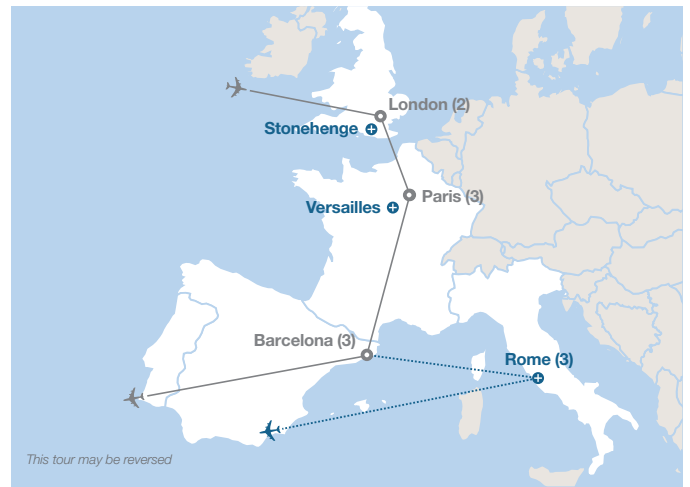 London (2)
Stonehenge
Versailles
Paris (3)
Barcelona (3)
Rome (3)
This tour may be reversed